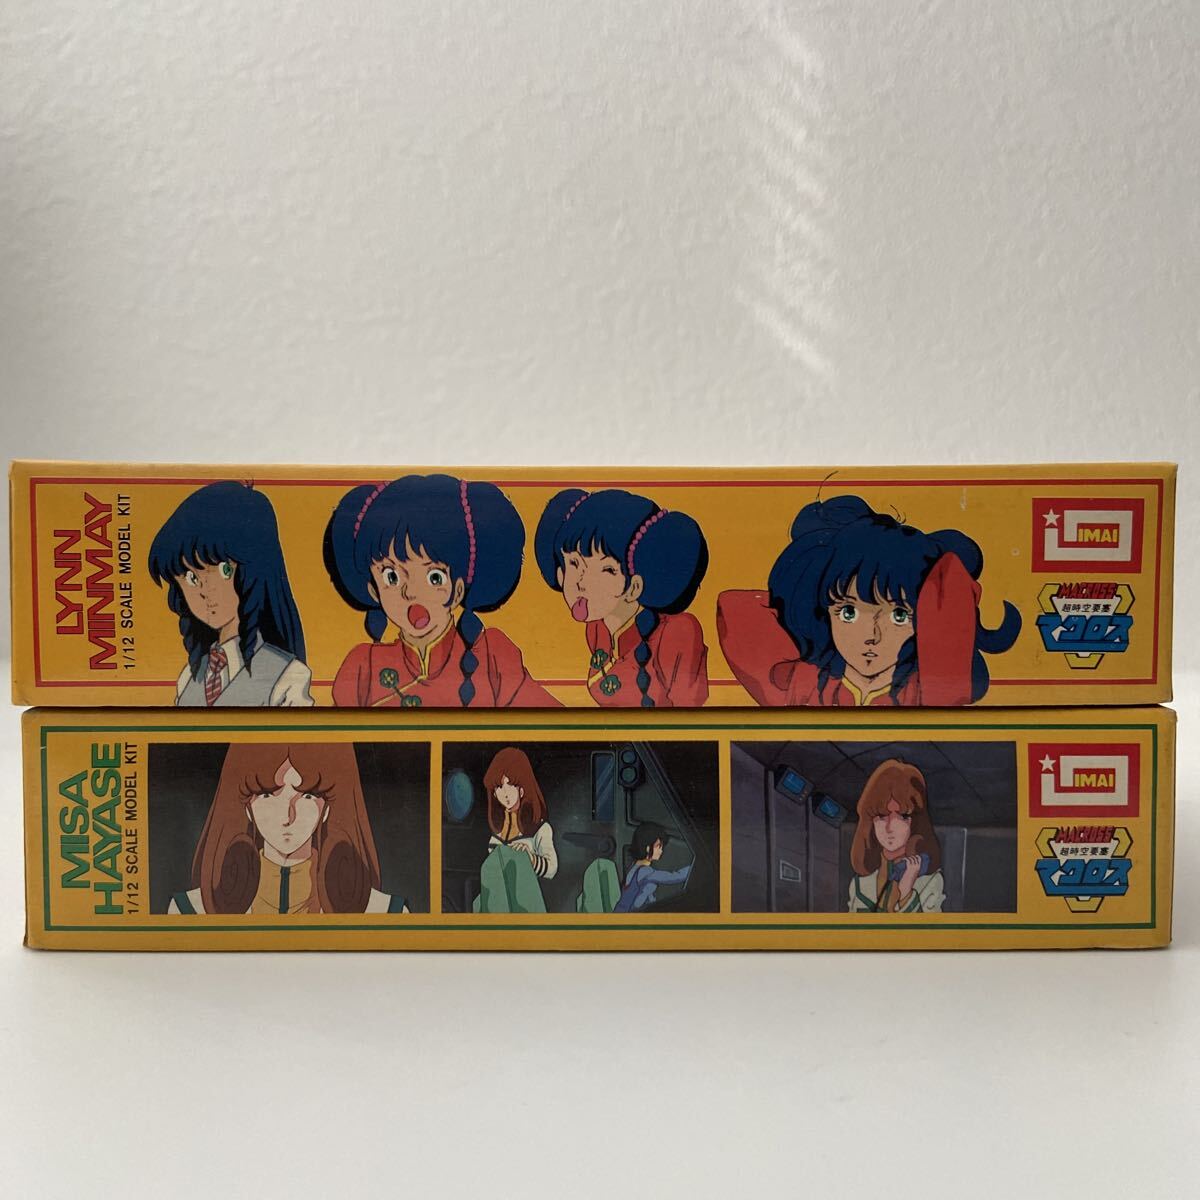 LYNN
MINMAY
1/12 SCALE MODEL KIT
IMAI
MACROSS
超時空要塞
マクロス
MISA
HAYASE
1/12 SCALE MODEL KIT
IMAI
MACROSS
超時空要塞
マクロス